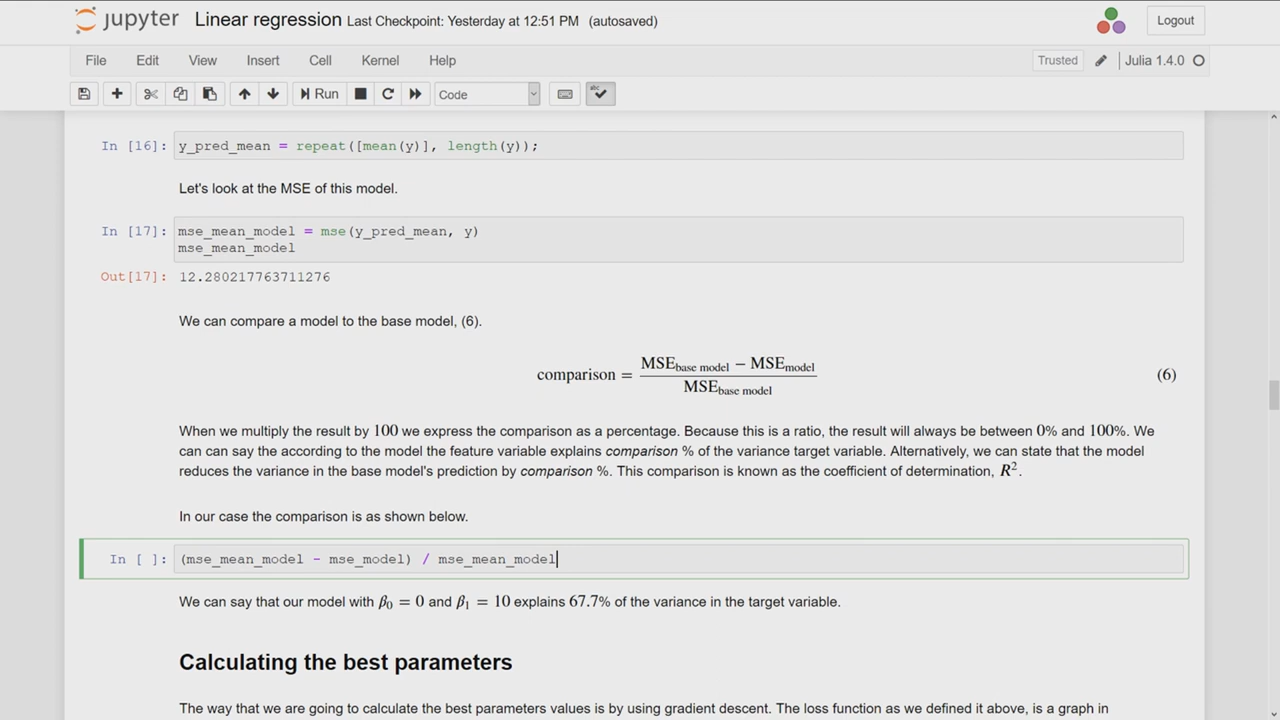 jupyter Linear regression Last Checkpoint: Yesterday at 12:51 PM (autosaved) Logout
File Edit View Insert Cell Kernel Help Trusted Julia 1.4.0
Run Code
In [16]: y_pred_mean = repeat([mean(y)], length(y));
Let's look at the MSE of this model.
In [17]: mse_mean_model = mse(y_pred_mean, y)
mse_mean_model
Out[17]: 12.280217763711276
We can compare a model to the base model, (6).
comparison = (MSE_base model − MSE_model) / MSE_base model (6)
When we multiply the result by 100 we express the comparison as a percentage. Because this is a ratio, the result will always be between 0% and 100%. We
can can say the according to the model the feature variable explains comparison % of the variance target variable. Alternatively, we can state that the model
reduces the variance in the base model's prediction by comparison %. This comparison is known as the coefficient of determination, R².
In our case the comparison is as shown below.
In [ ]: (mse_mean_model - mse_model) / mse_mean_model
We can say that our model with β₀ = 0 and β₁ = 10 explains 67.7% of the variance in the target variable.
Calculating the best parameters
The way that we are going to calculate the best parameters values is by using gradient descent. The loss function as we defined it above, is a graph in